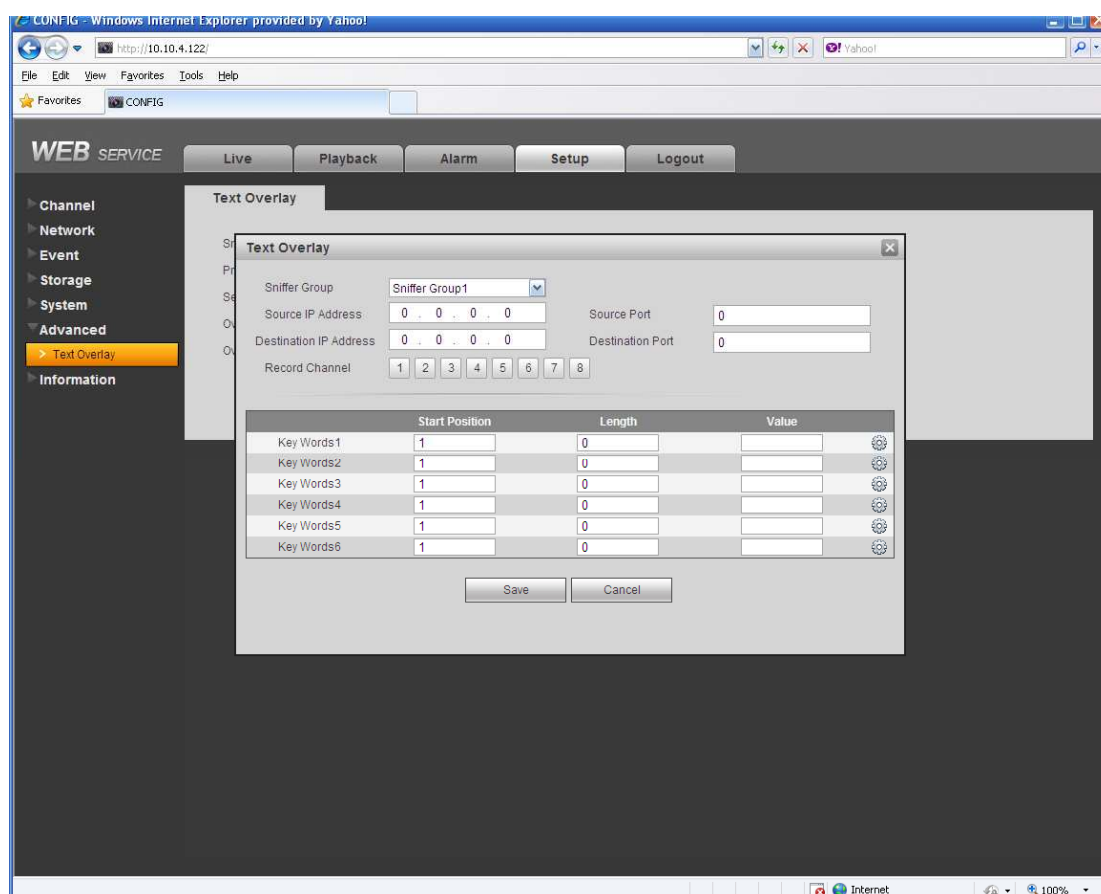 CONFIG - Windows Internet Explorer provided by Yahoo!
http://10.10.4.122/
Yahoo!
File Edit View Favorites Tools Help
Favorites CONFIG
WEB SERVICE Live Playback Alarm Setup Logout
Channel
Network
Event
Storage
System
Advanced
> Text Overlay
Information
Text Overlay
Sn
Pr
Se
Ov
Ov
Text Overlay
Sniffer Group Sniffer Group1
Source IP Address 0 . 0 . 0 . 0 Source Port 0
Destination IP Address 0 . 0 . 0 . 0 Destination Port 0
Record Channel 1 2 3 4 5 6 7 8
Start Position Length Value
Key Words1 1 0
Key Words2 1 0
Key Words3 1 0
Key Words4 1 0
Key Words5 1 0
Key Words6 1 0
Save Cancel
Internet 100%